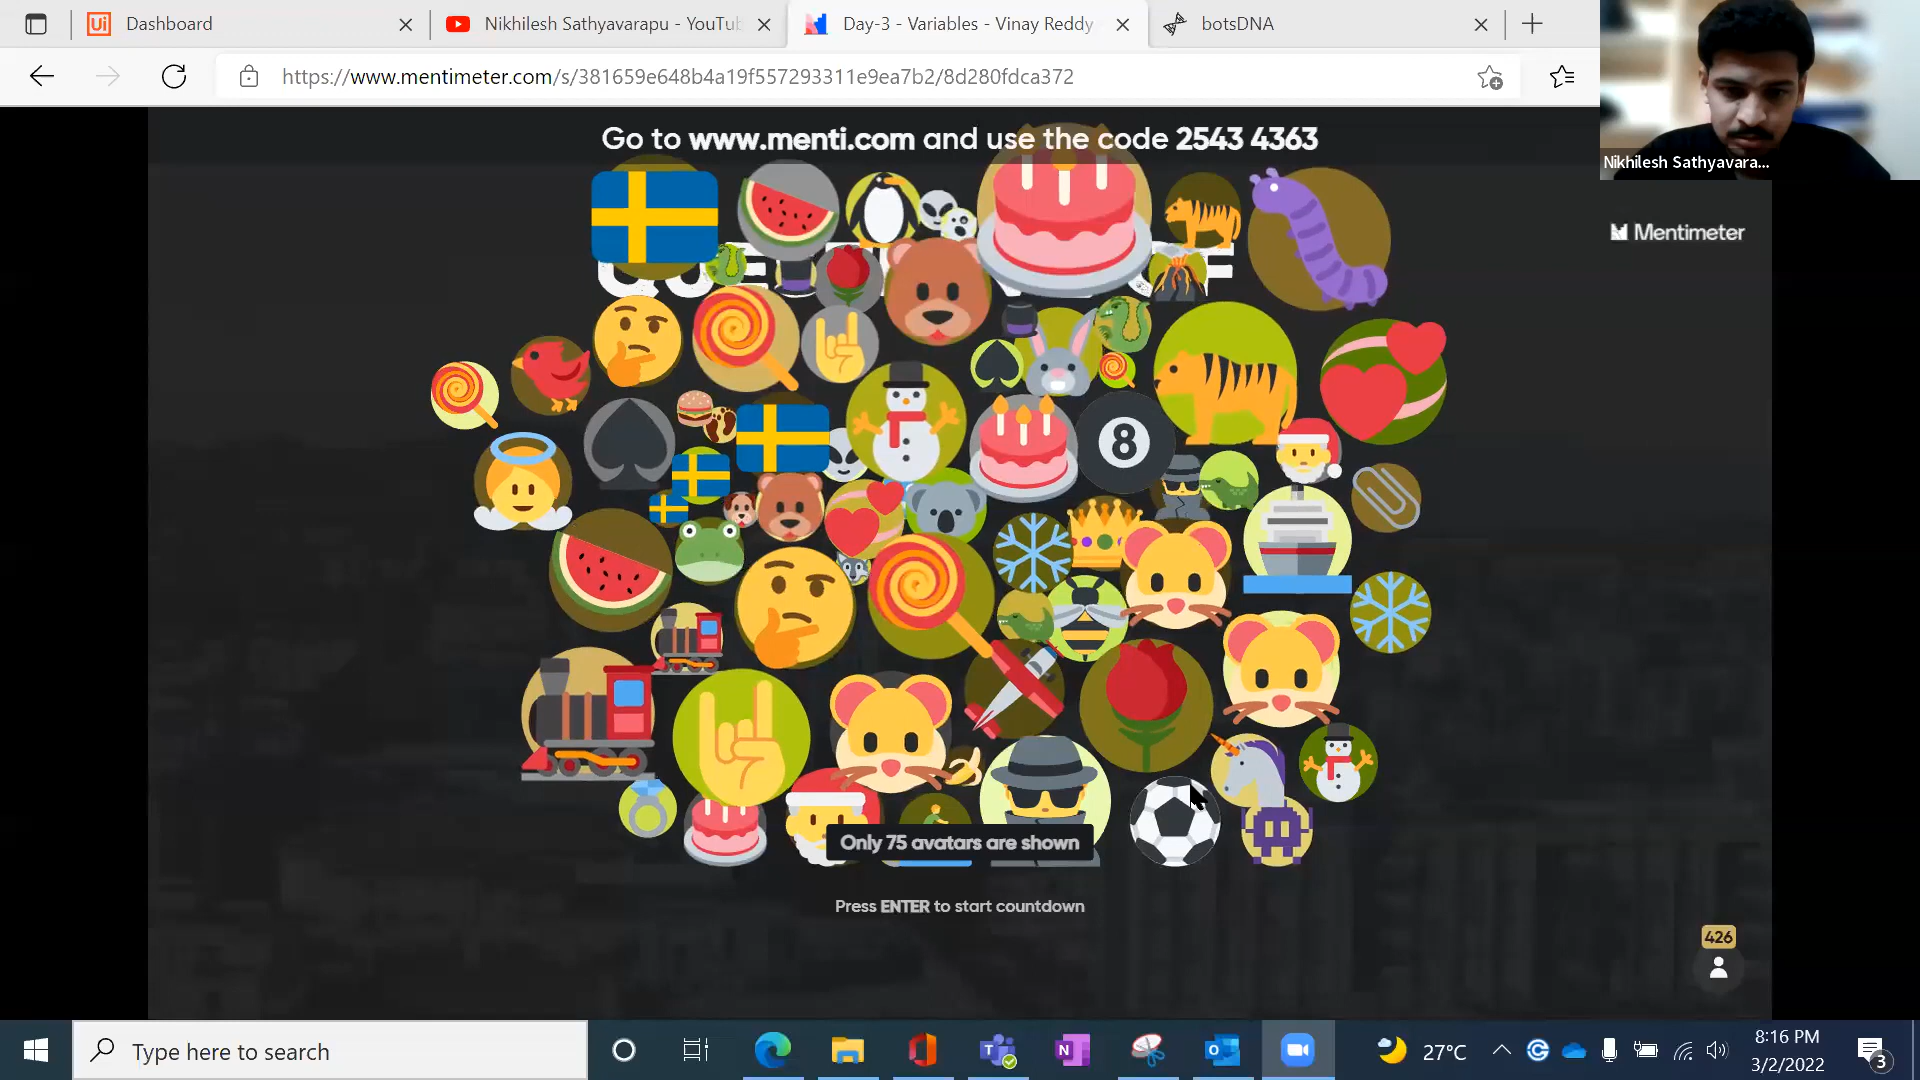 Dashboard
Nikhilesh Sathyavarapu - YouTub
Day-3 - Variables - Vinay Reddy
botsDNA
https://www.mentimeter.com/s/381659e648b4a19f557293311e9ea7b2/8d280fdca372
Nikhilesh Sathyavara...
Go to www.menti.com and use the code 2543 4363
Mentimeter
8
Only 75 avatars are shown
Press ENTER to start countdown
426
Type here to search
27°C
8:16 PM
3/2/2022
3